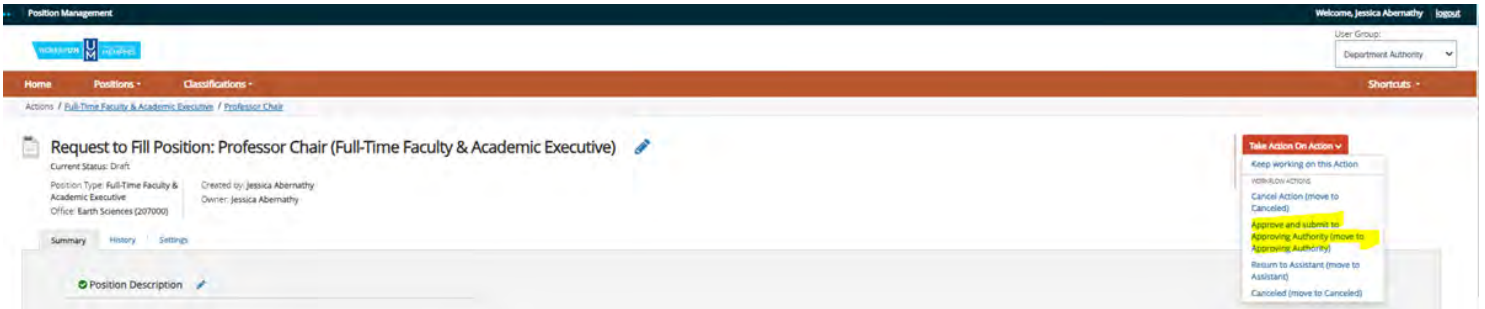 Position Management
Welcome, Jessica Abernathy logout
User Group:
UM
Department Authority
Home Positions Classifications Shortcuts
Actions / Full-Time Faculty & Academic Executive / Professor Chair
Request to Fill Position: Professor Chair (Full-Time Faculty & Academic Executive)
Take Action On Action
Current Status: Draft
Keep working on this Action
Position Type: Full-Time Faculty &
Academic Executive
Office: Earth Sciences (207000)
Created by: Jessica Abernathy
Owner: Jessica Abernathy
WORKFLOW ACTIONS
Cancel Action (move to
Canceled)
Approve and submit to
Approving Authority (move to
Approving Authority)
Return to Assistant (move to
Assistant)
Canceled (move to Canceled)
Summary History Settings
Position Description